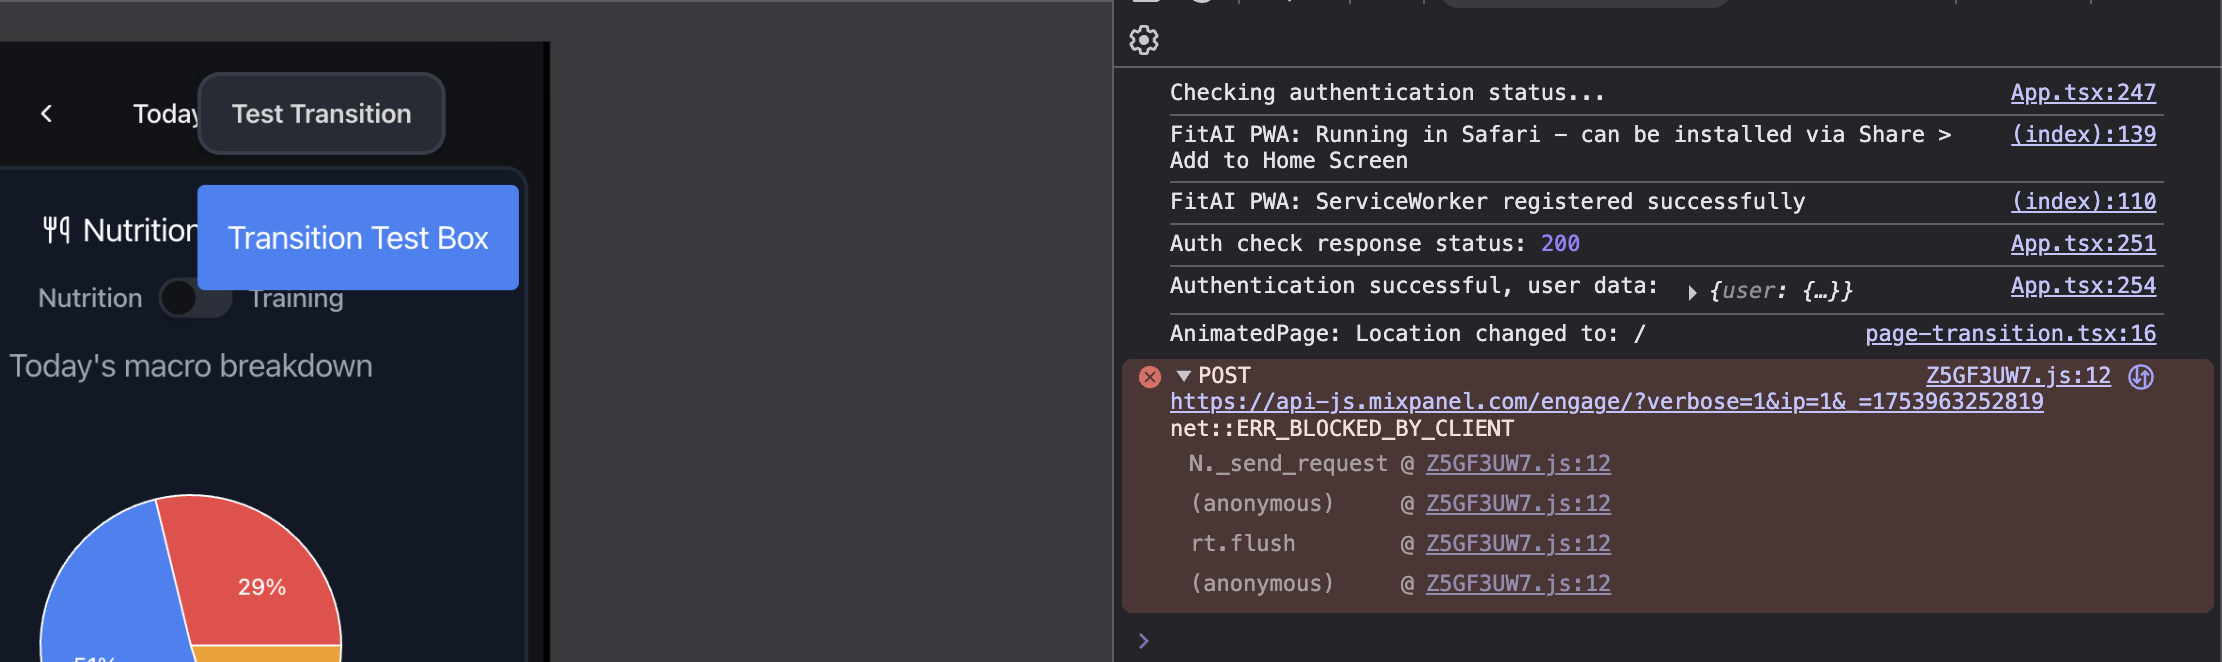 Today
Test Transition
Nutrition
Transition Test Box
Nutrition
Training
Today's macro breakdown
29%
51%
Checking authentication status... App.tsx:247
FitAI PWA: Running in Safari – can be installed via Share > (index):139
Add to Home Screen
FitAI PWA: ServiceWorker registered successfully (index):110
Auth check response status: 200 App.tsx:251
Authentication successful, user data: {user: {…}} App.tsx:254
AnimatedPage: Location changed to: / page-transition.tsx:16
POST Z5GF3UW7.js:12
https://api-js.mixpanel.com/engage/?verbose=1&ip=1&_=1753963252819
net::ERR_BLOCKED_BY_CLIENT
N._send_request @ Z5GF3UW7.js:12
(anonymous) @ Z5GF3UW7.js:12
rt.flush @ Z5GF3UW7.js:12
(anonymous) @ Z5GF3UW7.js:12